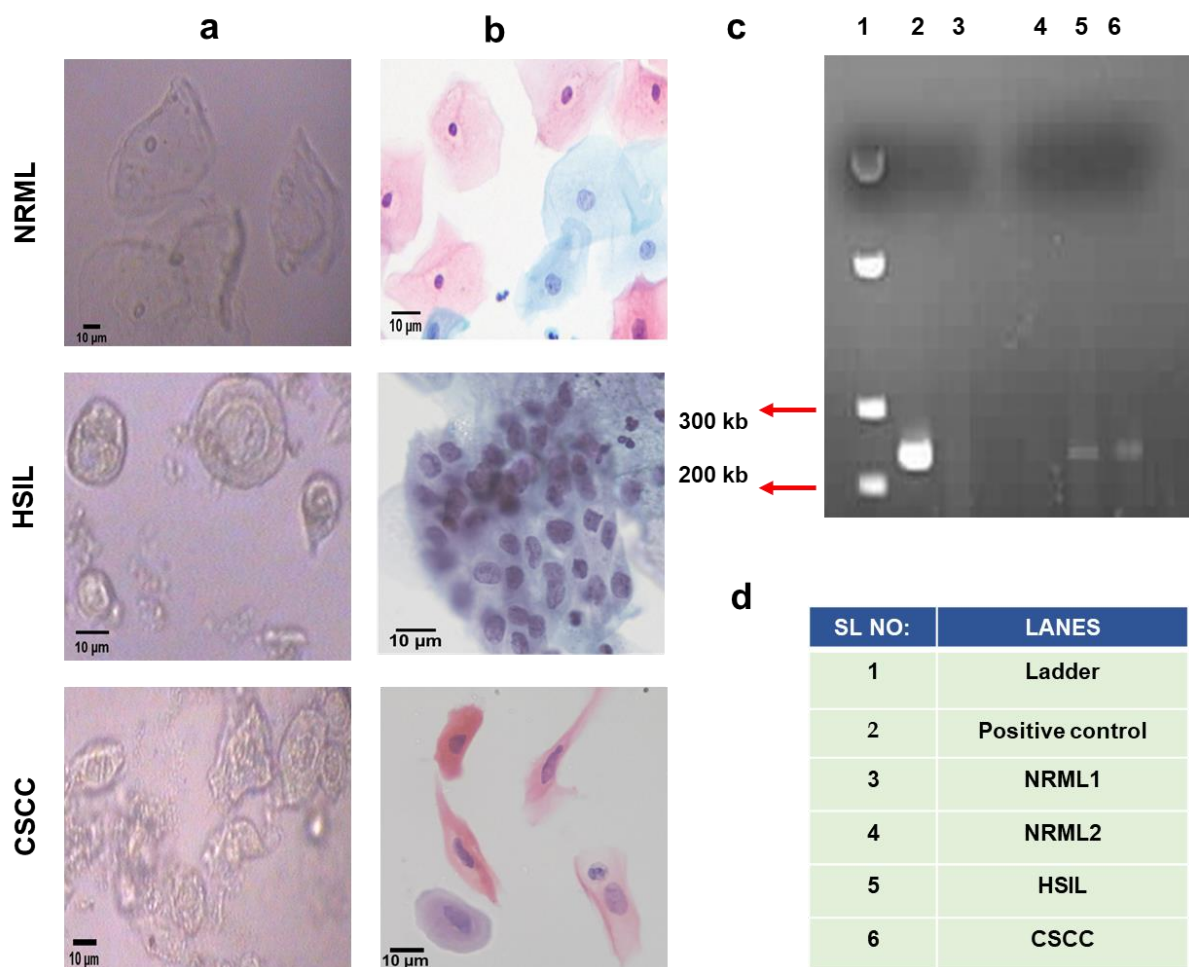 a
b
c
1 2 3 4 5 6
NRML
10 µm
10 µm
HSIL
10 µm
10 µm
300 kb
200 kb
CSCC
10 µm
10 µm
d
SL NO: LANES
1 Ladder
2 Positive control
3 NRML1
4 NRML2
5 HSIL
6 CSCC